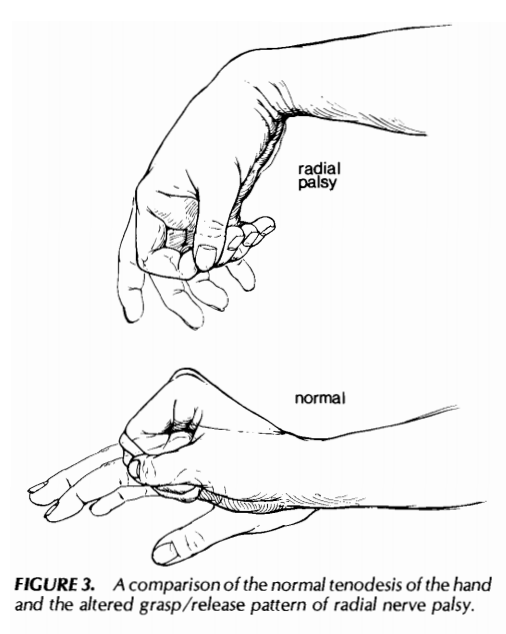 radial
palsy
normal
FIGURE 3. A comparison of the normal tenodesis of the hand
and the altered grasp/release pattern of radial nerve palsy.